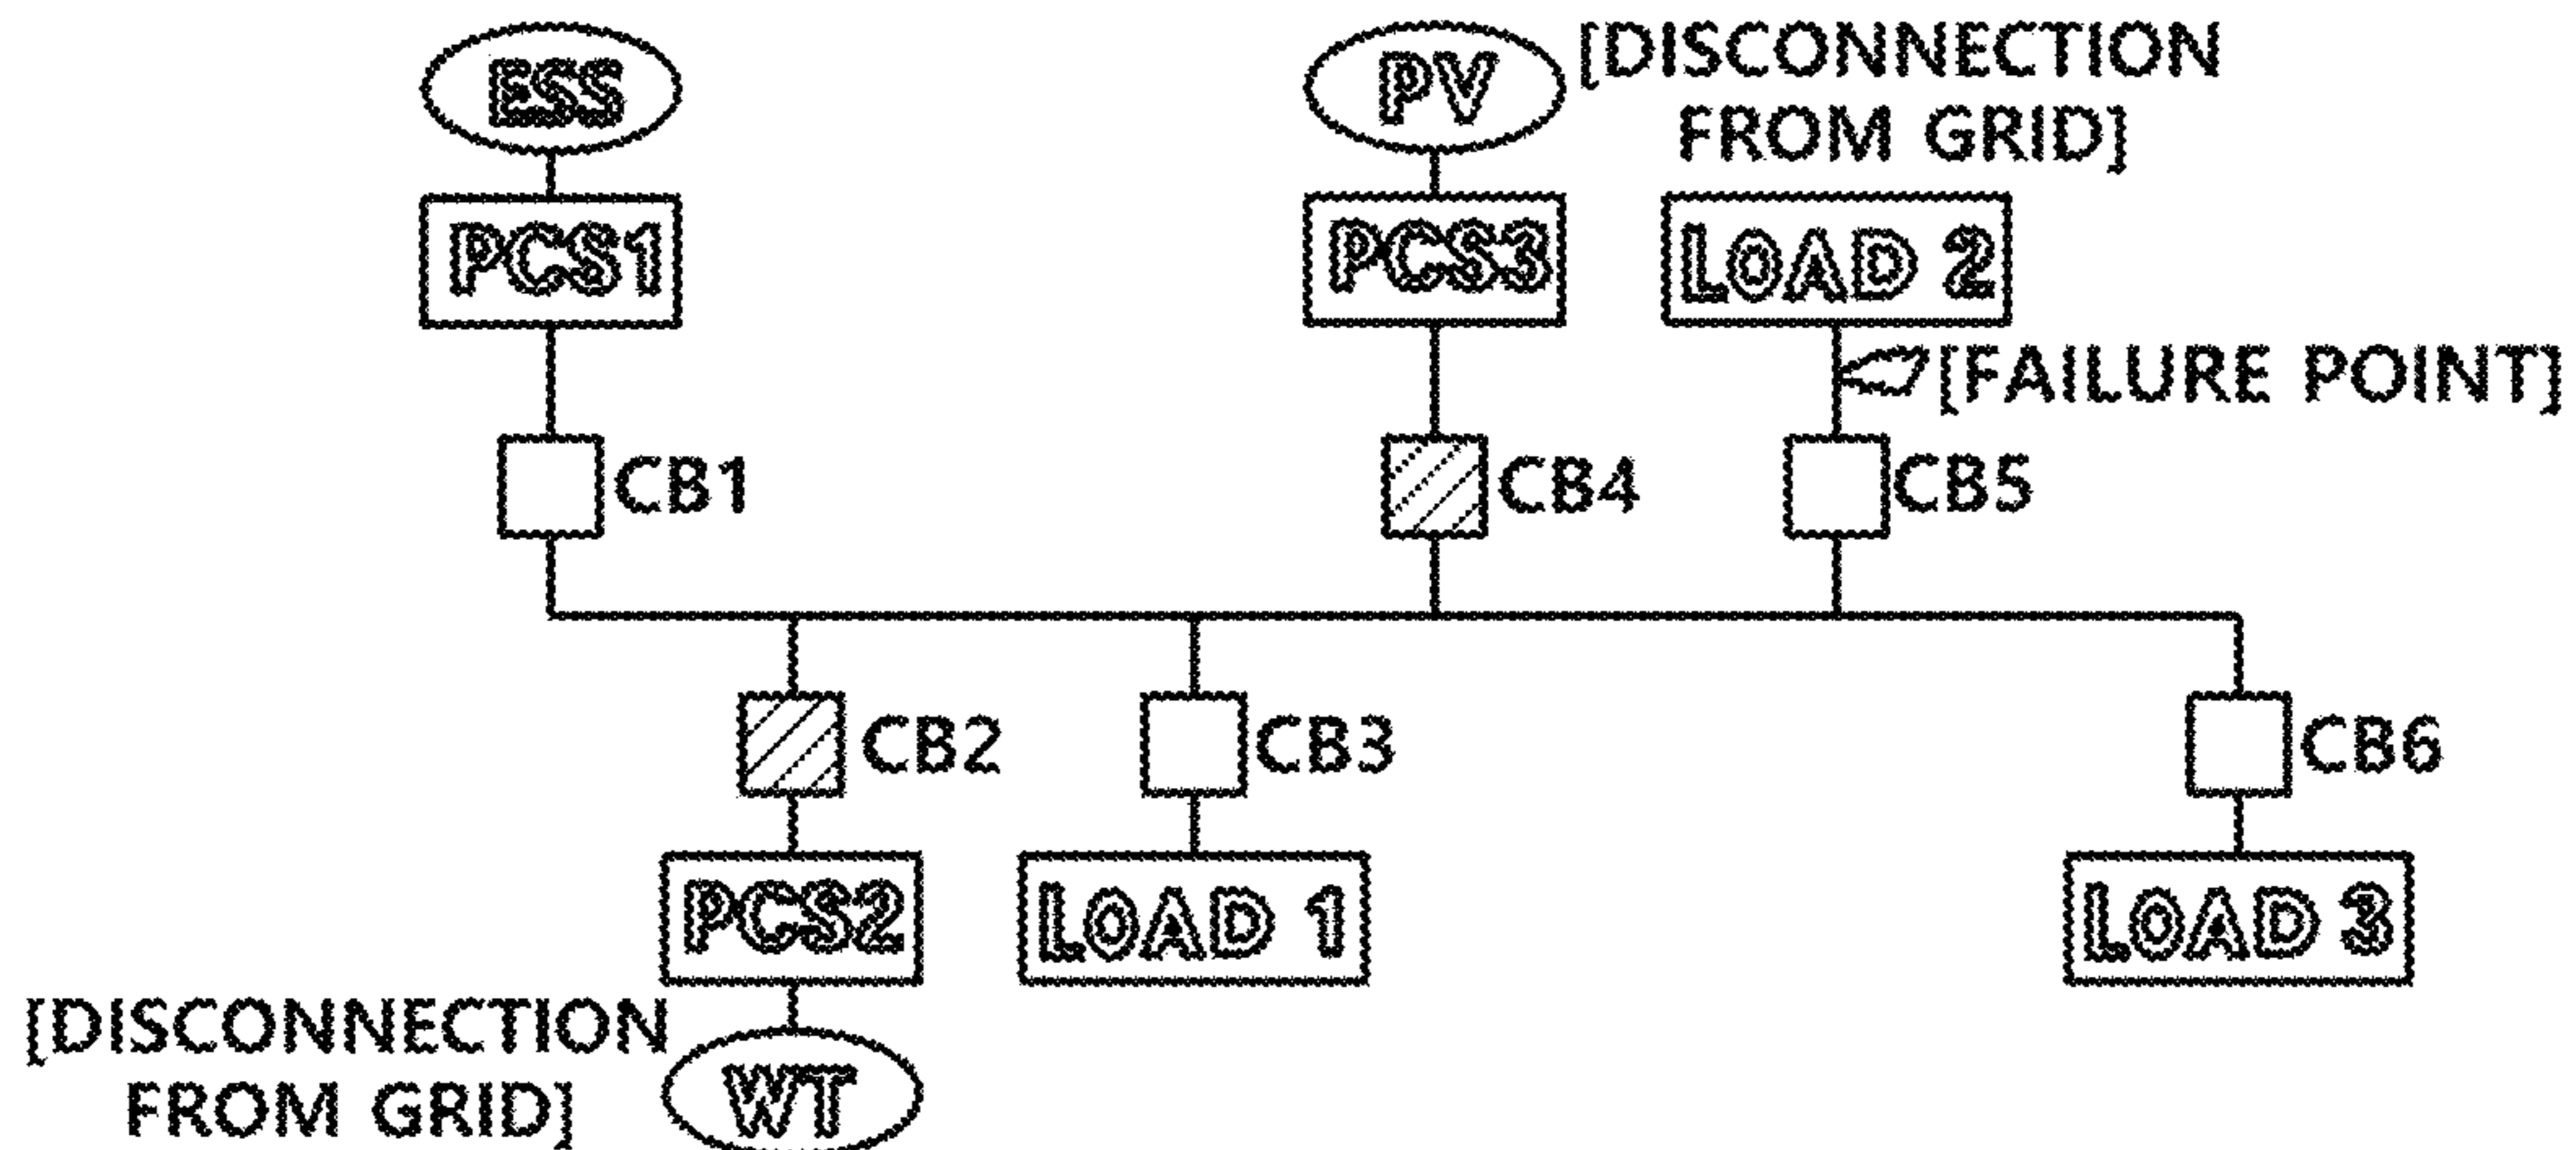 ESS
PV
[DISCONNECTION
FROM GRID]
PCS1
PCS3
LOAD 2
[FAILURE POINT]
CB1
CB4
CB5
CB2
CB3
CB6
PCS2
LOAD 1
LOAD 3
[DISCONNECTION
FROM GRID]
WT